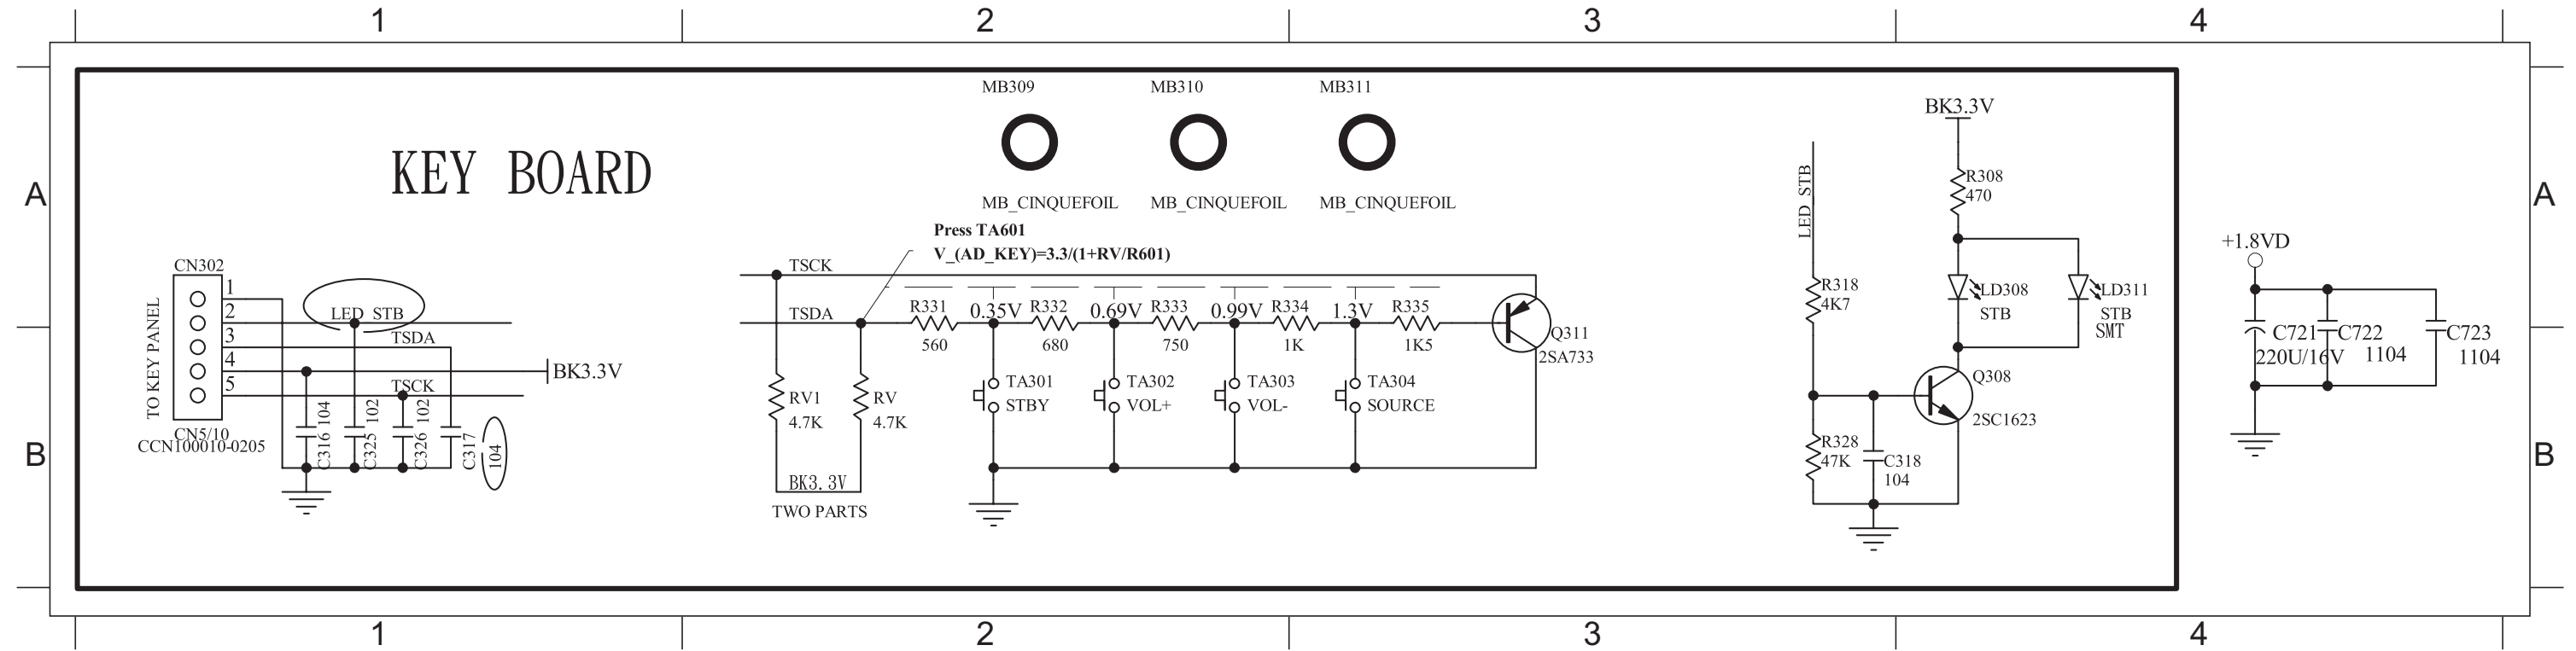 1 2 3 4
A A
B B
KEY BOARD
MB309 MB310 MB311
MB_CINQUEFOIL MB_CINQUEFOIL MB_CINQUEFOIL
CN302
TO KEY PANEL
1
2
3
4
5
CN5/10
CCN100010-0205
LED_STB
TSDA
BK3.3V
TSCK
C316 104
C325 102
C326 102
C317
104
Press TA601
V_(AD_KEY)=3.3/(1+RV/R601)
TSCK
TSDA
R331
560
0.35V
R332
680
0.69V
R333
750
0.99V
R334
1K
1.3V
R335
1K5
Q311
2SA733
RV1
4.7K
RV
4.7K
BK3.3V
TWO PARTS
TA301
STBY
TA302
VOL+
TA303
VOL-
TA304
SOURCE
LED_STB
R318
4K7
R328
47K
C318
104
BK3.3V
R308
470
LD308
STB
LD311
STB
SMT
Q308
2SC1623
+1.8VD
C721
220U/16V
C722
1104
C723
1104
1 2 3 4